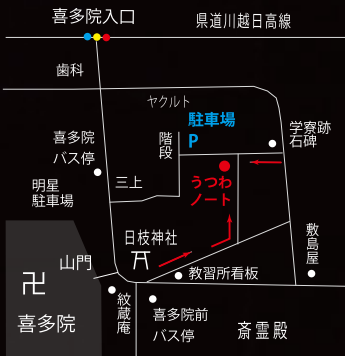 喜多院入口
県道川越日高線
歯科
ヤクルト
駐車場
P
階段
学寮跡
石碑
喜多院
バス停
うつわ
ノート
三上
明星
駐車場
日枝神社
敷島屋
山門
卍
喜多院
教習所看板
紋蔵庵
喜多院前
バス停
斎霊殿